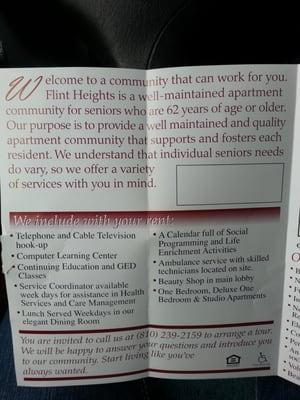 Welcome to a community that can work for you.
Flint Heights is a well-maintained apartment
community for seniors who are 62 years of age or older.
Our purpose is to provide a well maintained and quality
apartment community that supports and fosters each
resident. We understand that individual seniors needs
do vary, so we offer a variety
of services with you in mind.
We include with your rent:
• Telephone and Cable Television
hook-up
• Computer Learning Center
• Continuing Education and GED
Classes
• Service Coordinator available
week days for assistance in Health
Services and Care Management
• Lunch Served Weekdays in our
elegant Dining Room
• A Calendar full of Social
Programming and Life
Enrichment Activities
• Ambulance service with skilled
technicians located on site.
• Beauty Shop in main lobby
• One Bedroom, Deluxe One
Bedroom & Studio Apartments
You are invited to call us at (810) 239-2159 to arrange a tour.
We will be happy to answer your questions and introduce you
to our community. Start living like you've
always wanted.